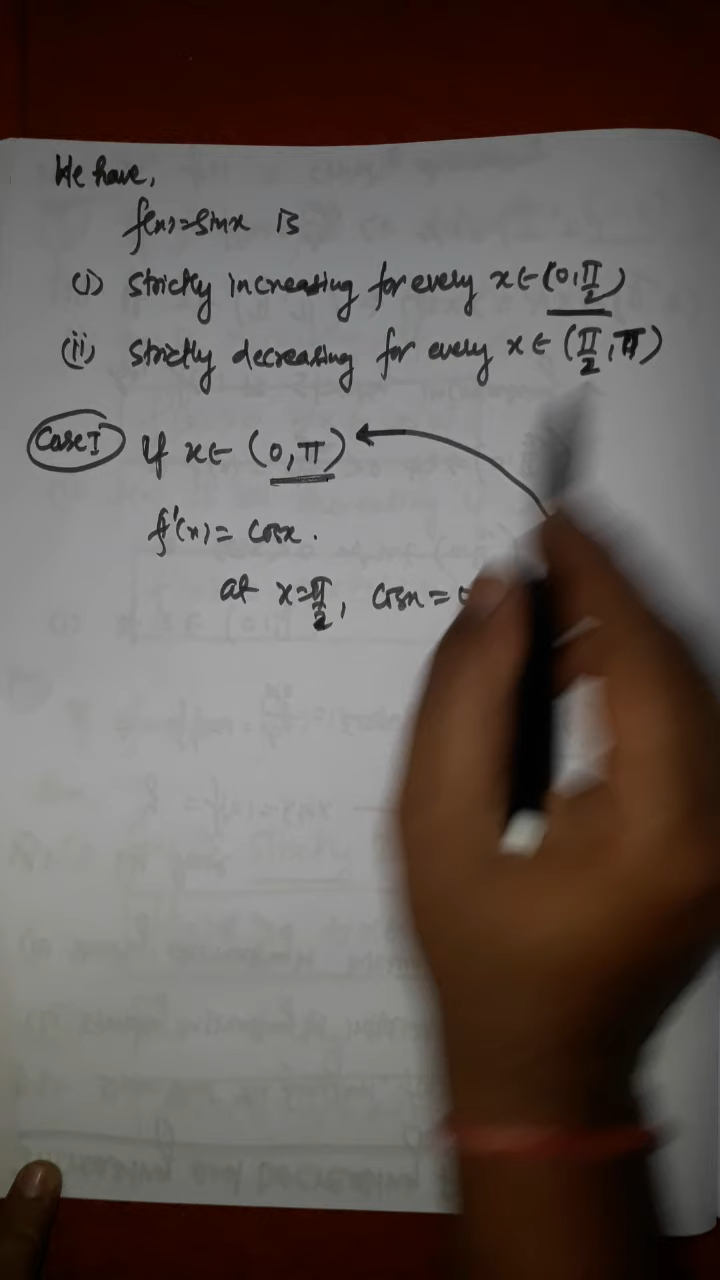 We have,
f(x)=sinx is
(i) strictly increasing for every x∈(0,π/2)
(ii) strictly decreasing for every x∈(π/2,π)
Case I If x∈(0,π)
f'(x)=cosx.
at x=π/2, cosx=